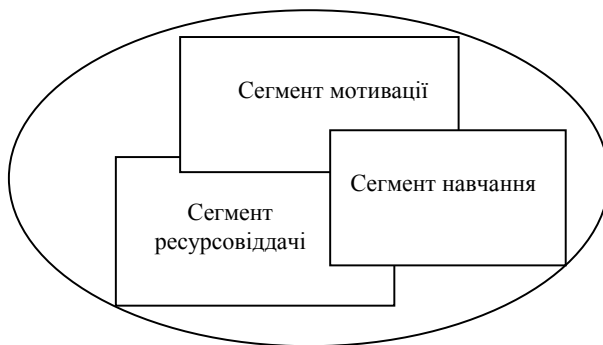 Сегмент мотивації
Сегмент навчання
Сегмент
ресурсовіддачі